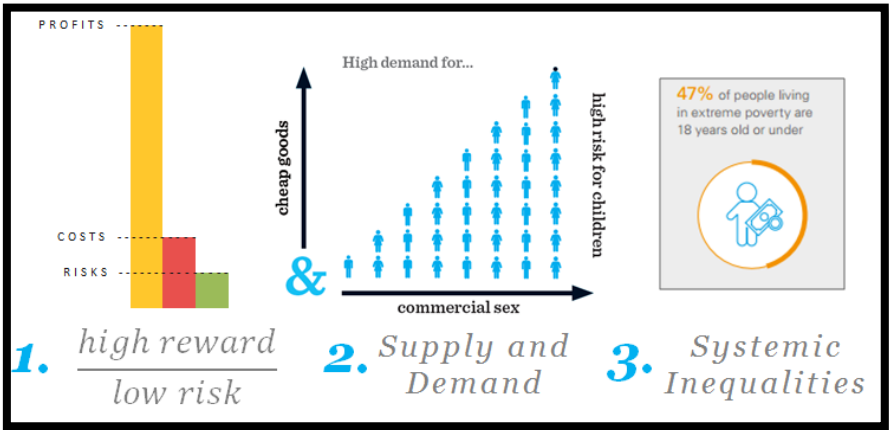 PROFITS
COSTS
RISKS
1. high reward
low risk
High demand for...
cheap goods
&
commercial sex
high risk for children
2. Supply and
Demand
47% of people living
in extreme poverty are
18 years old or under
3. Systemic
Inequalities